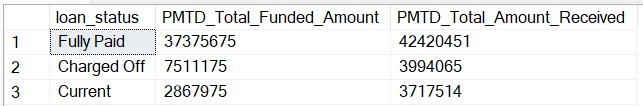 loan_status PMTD_Total_Funded_Amount PMTD_Total_Amount_Received
1 Fully Paid 37375675 42420451
2 Charged Off 7511175 3994065
3 Current 2867975 3717514